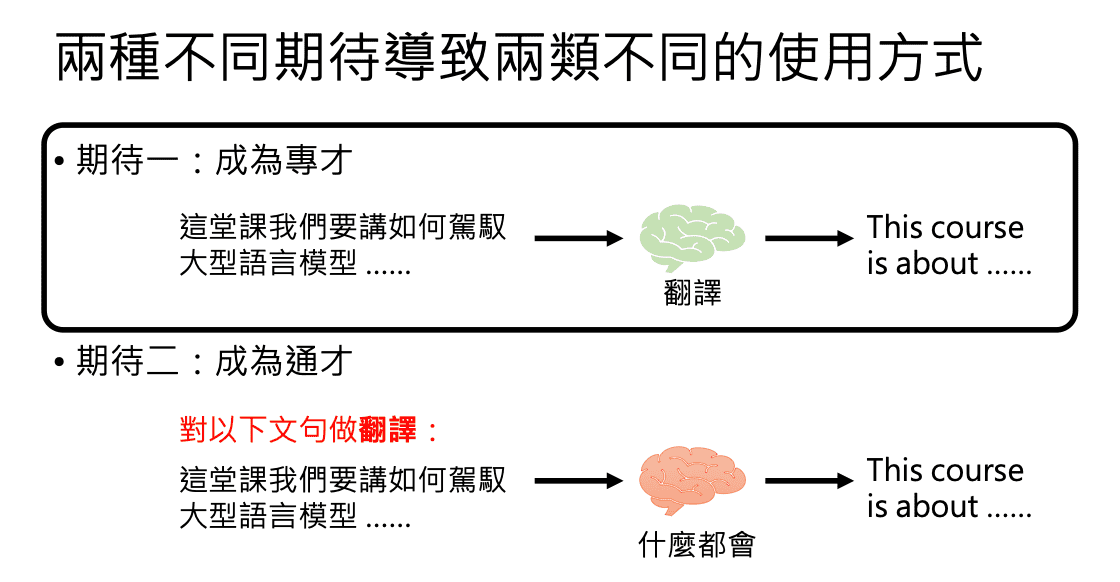 兩種不同期待導致兩類不同的使用方式
• 期待一：成為專才
這堂課我們要講如何駕馭
大型語言模型 ……
翻譯
This course
is about ……
• 期待二：成為通才
對以下文句做翻譯：
這堂課我們要講如何駕馭
大型語言模型 ……
什麼都會
This course
is about ……